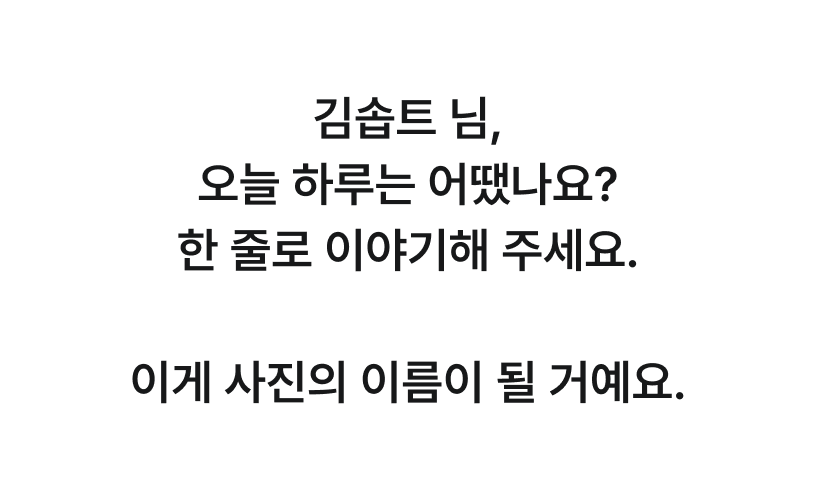 김솝트 님,
오늘 하루는 어땠나요?
한 줄로 이야기해 주세요.
이게 사진의 이름이 될 거예요.